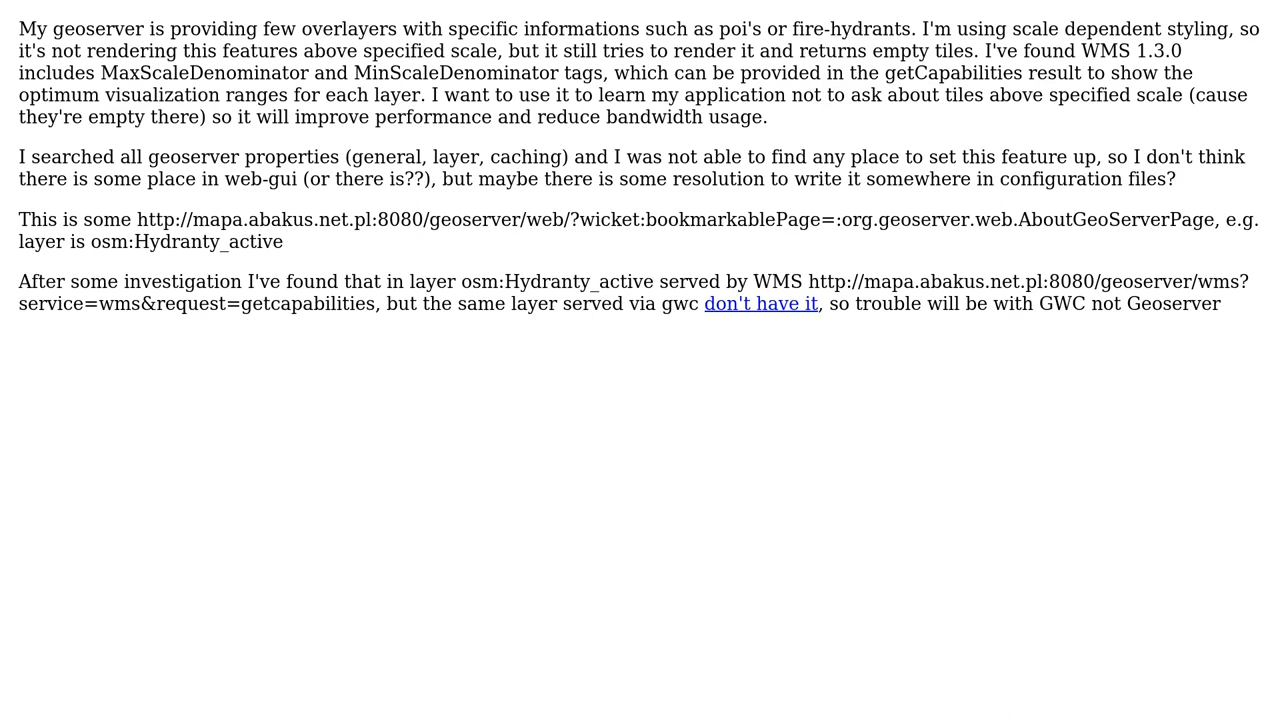 My geoserver is providing few overlayers with specific informations such as poi's or fire-hydrants. I'm using scale dependent styling, so
it's not rendering this features above specified scale, but it still tries to render it and returns empty tiles. I've found WMS 1.3.0
includes MaxScaleDenominator and MinScaleDenominator tags, which can be provided in the getCapabilities result to show the
optimum visualization ranges for each layer. I want to use it to learn my application not to ask about tiles above specified scale (cause
they're empty there) so it will improve performance and reduce bandwidth usage.
I searched all geoserver properties (general, layer, caching) and I was not able to find any place to set this feature up, so I don't think
there is some place in web-gui (or there is??), but maybe there is some resolution to write it somewhere in configuration files?
This is some http://mapa.abakus.net.pl:8080/geoserver/web/?wicket:bookmarkablePage=:org.geoserver.web.AboutGeoServerPage, e.g.
layer is osm:Hydranty_active
After some investigation I've found that in layer osm:Hydranty_active served by WMS http://mapa.abakus.net.pl:8080/geoserver/wms?
service=wms&request=getcapabilities, but the same layer served via gwc don't have it, so trouble will be with GWC not Geoserver